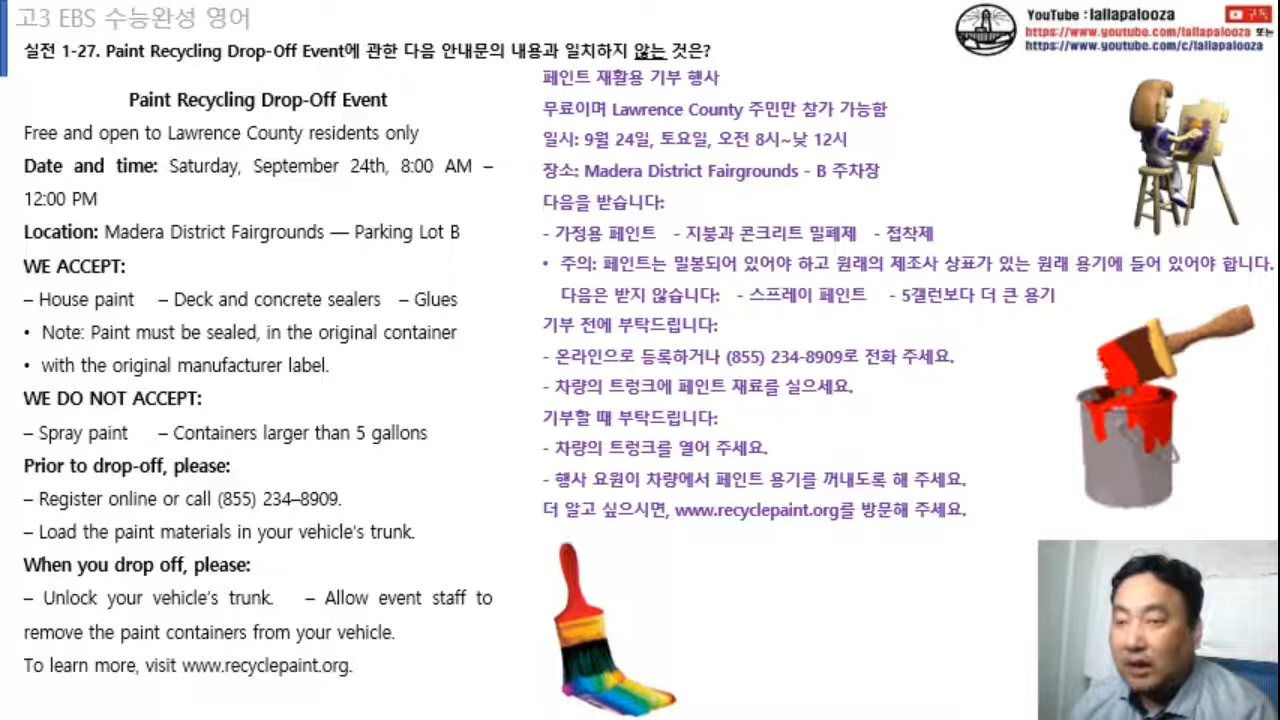 고3 EBS 수능완성 영어
YouTube : lallapalooza
구독
https://www.youtube.com/lallapalooza 또는
https://www.youtube.com/c/lallapalooza
실전 1-27. Paint Recycling Drop-Off Event에 관한 다음 안내문의 내용과 일치하지 않는 것은?
Paint Recycling Drop-Off Event
Free and open to Lawrence County residents only
Date and time: Saturday, September 24th, 8:00 AM –
12:00 PM
Location: Madera District Fairgrounds — Parking Lot B
WE ACCEPT:
– House paint – Deck and concrete sealers – Glues
• Note: Paint must be sealed, in the original container
• with the original manufacturer label.
WE DO NOT ACCEPT:
– Spray paint – Containers larger than 5 gallons
Prior to drop-off, please:
– Register online or call (855) 234–8909.
– Load the paint materials in your vehicle's trunk.
When you drop off, please:
– Unlock your vehicle's trunk. – Allow event staff to
remove the paint containers from your vehicle.
To learn more, visit www.recyclepaint.org.
페인트 재활용 기부 행사
무료이며 Lawrence County 주민만 참가 가능함
일시: 9월 24일, 토요일, 오전 8시~낮 12시
장소: Madera District Fairgrounds - B 주차장
다음을 받습니다:
- 가정용 페인트 - 지붕과 콘크리트 밀폐제 - 접착제
• 주의: 페인트는 밀봉되어 있어야 하고 원래의 제조사 상표가 있는 원래 용기에 들어 있어야 합니다.
다음은 받지 않습니다: - 스프레이 페인트 - 5갤런보다 더 큰 용기
기부 전에 부탁드립니다:
- 온라인으로 등록하거나 (855) 234-8909로 전화 주세요.
- 차량의 트렁크에 페인트 재료를 실으세요.
기부할 때 부탁드립니다:
- 차량의 트렁크를 열어 주세요.
- 행사 요원이 차량에서 페인트 용기를 꺼내도록 해 주세요.
더 알고 싶으시면, www.recyclepaint.org를 방문해 주세요.